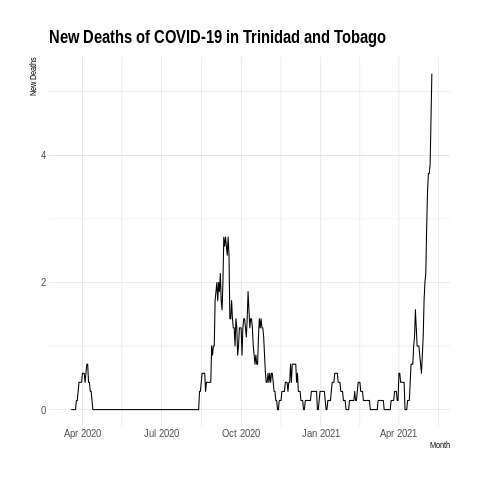 New Deaths of COVID-19 in Trinidad and Tobago
New Deaths
4
2
0
Apr 2020 Jul 2020 Oct 2020 Jan 2021 Apr 2021
Month